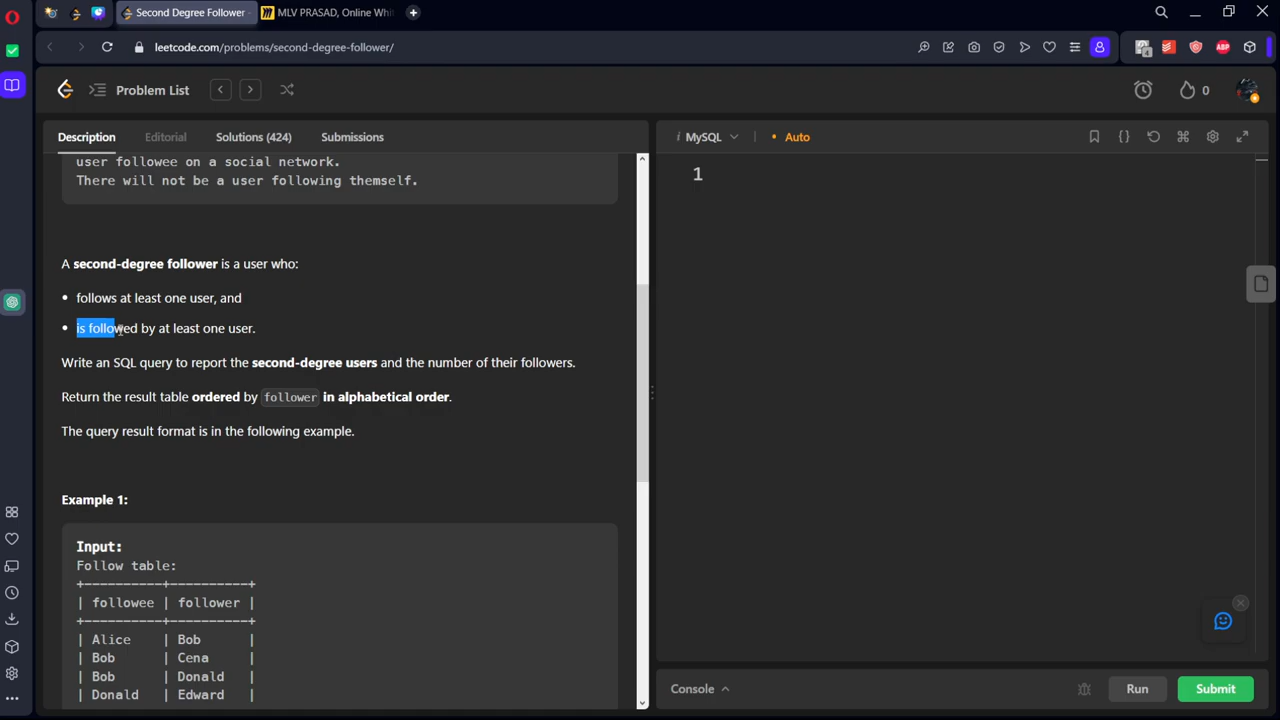 Second Degree Follower -
MLV PRASAD, Online Whi
leetcode.com/problems/second-degree-follower/
4
ABP
Problem List
0
Description
Editorial
Solutions (424)
Submissions
i MySQL
• Auto
user followee on a social network.
There will not be a user following themself.
1
A second-degree follower is a user who:
• follows at least one user, and
• is followed by at least one user.
Write an SQL query to report the second-degree users and the number of their followers.
Return the result table ordered by follower in alphabetical order.
The query result format is in the following example.
Example 1:
Input:
Follow table:
+----------+----------+
| followee | follower |
+----------+----------+
| Alice | Bob |
| Bob | Cena |
| Bob | Donald |
| Donald | Edward |
Console
Run
Submit